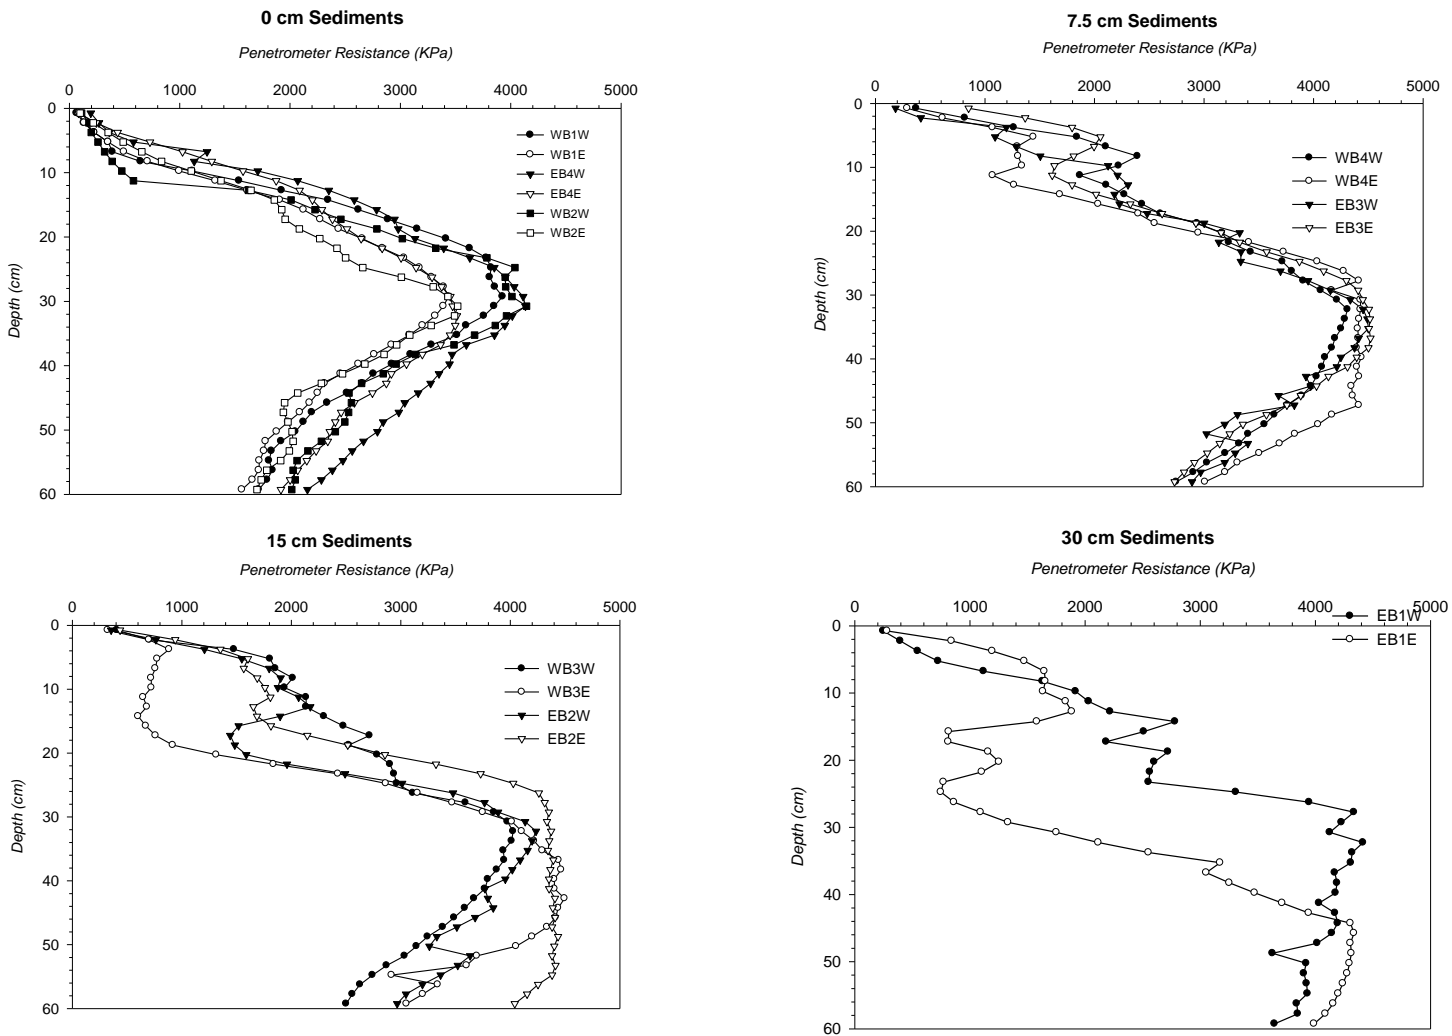 0 cm Sediments
Penetrometer Resistance (KPa)
0 1000 2000 3000 4000 5000
Depth (cm)
0
10
20
30
40
50
60
WB1W
WB1E
EB4W
EB4E
WB2W
WB2E
7.5 cm Sediments
Penetrometer Resistance (KPa)
0 1000 2000 3000 4000 5000
Depth (cm)
0
10
20
30
40
50
60
WB4W
WB4E
EB3W
EB3E
15 cm Sediments
Penetrometer Resistance (KPa)
0 1000 2000 3000 4000 5000
Depth (cm)
0
10
20
30
40
50
60
WB3W
WB3E
EB2W
EB2E
30 cm Sediments
Penetrometer Resistance (KPa)
0 1000 2000 3000 4000 5000
Depth (cm)
0
10
20
30
40
50
60
EB1W
EB1E